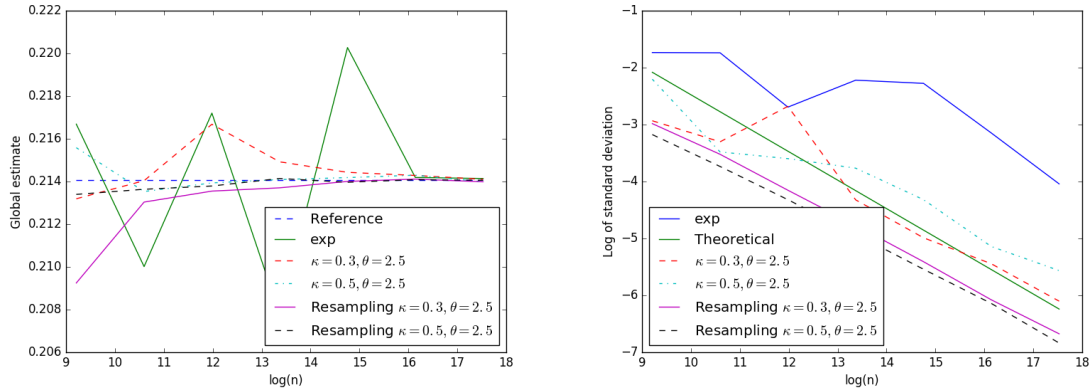 0.222
0.220
0.218
0.216
0.214
0.212
0.210
0.208
0.206
Global estimate
9 10 11 12 13 14 15 16 17 18
log(n)
Reference
exp
κ=0.3,θ=2.5
κ=0.5,θ=2.5
Resampling κ=0.3,θ=2.5
Resampling κ=0.5,θ=2.5
−1
−2
−3
−4
−5
−6
−7
Log of standard deviation
9 10 11 12 13 14 15 16 17 18
log(n)
exp
Theoretical
κ=0.3,θ=2.5
κ=0.5,θ=2.5
Resampling κ=0.3,θ=2.5
Resampling κ=0.5,θ=2.5